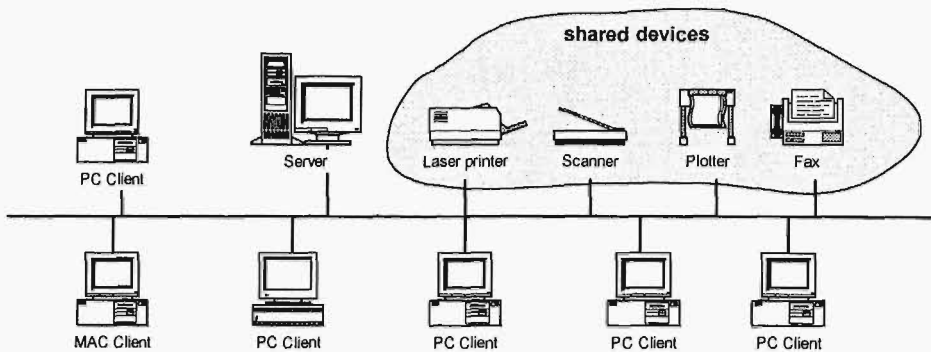 shared devices
PC Client
Server
Laser printer
Scanner
Plotter
Fax
MAC Client
PC Client
PC Client
PC Client
PC Client